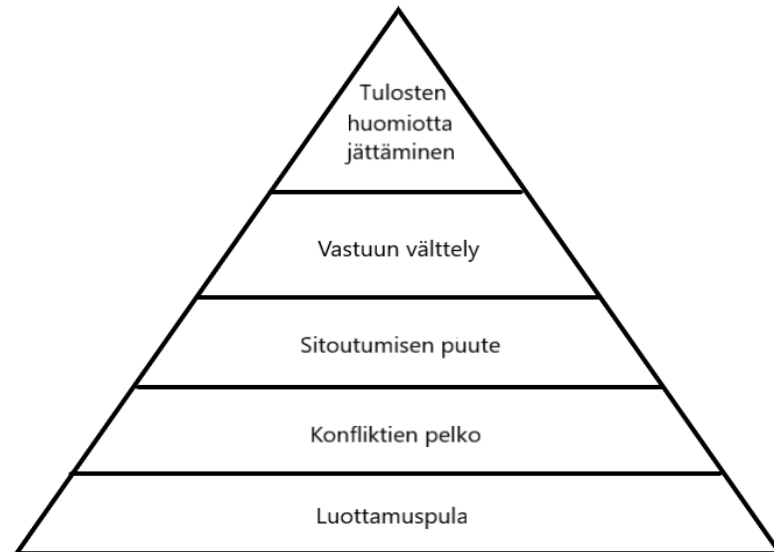 Tulosten
huomiotta
jättäminen
Vastuun välttely
Sitoutumisen puute
Konfliktien pelko
Luottamuspula